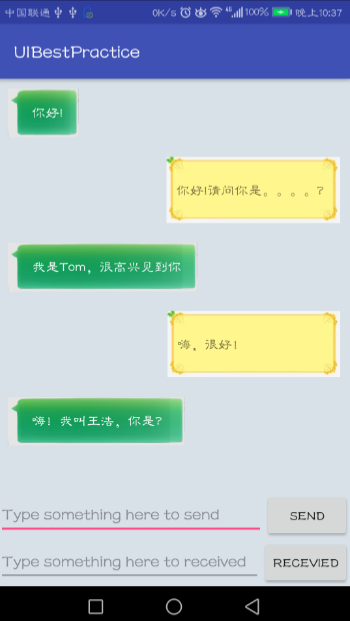 中国联通 0K/s 4G 100% 晚上10:37
UIBestPractice
你好!
你好!请问你是。。。。?
我是Tom，很高兴见到你
嗨，很好!
嗨! 我叫王浩，你是?
Type something here to send
SEND
Type something here to received
RECEVIED